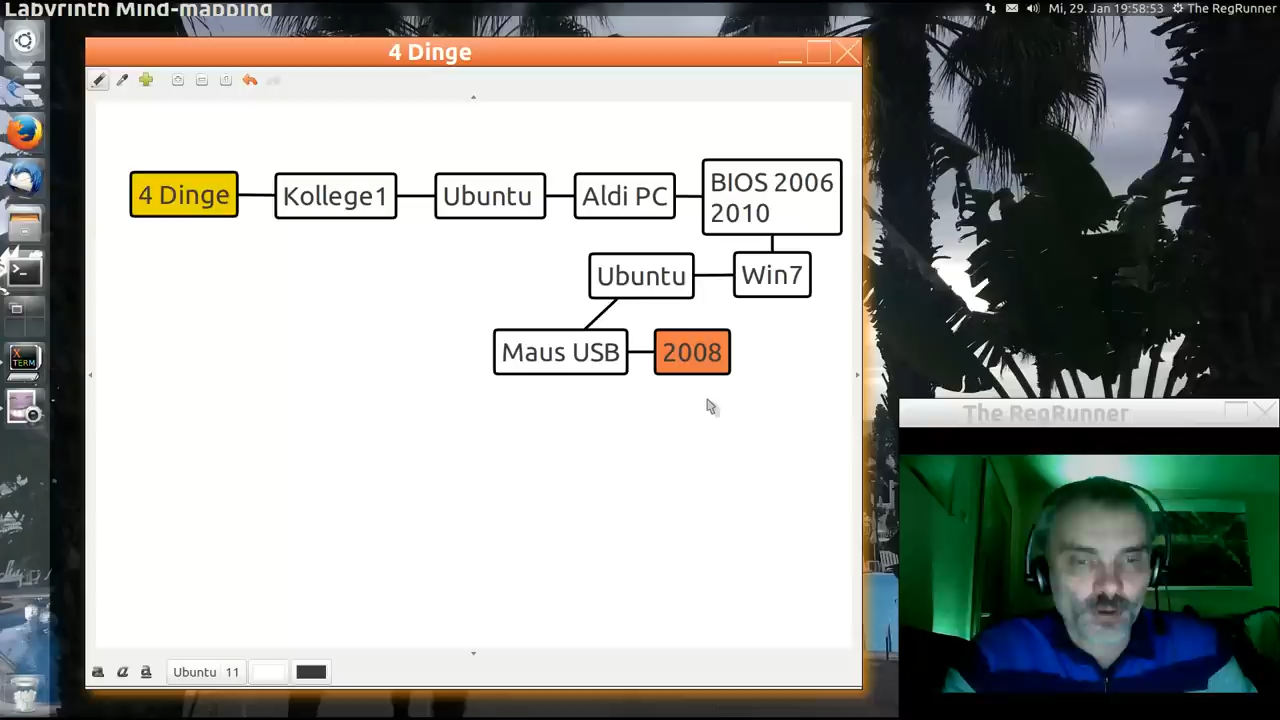 Labyrinth Mind-mapping
Mi, 29. Jan 19:58:53
The RegRunner
4 Dinge
4 Dinge
Kollege1
Ubuntu
Aldi PC
BIOS 2006
2010
Ubuntu
Win7
Maus USB
2008
X
TERM
The RegRunner
Ubuntu 11